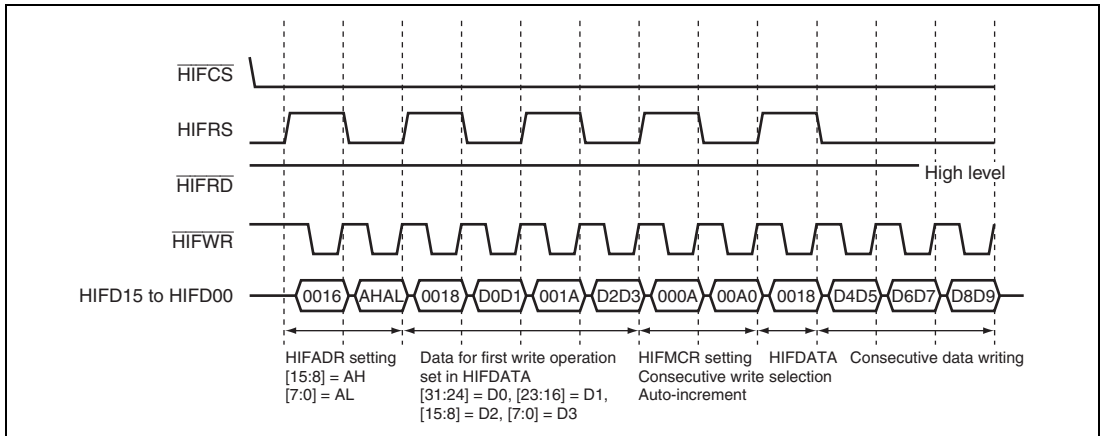 HIFCS
HIFRS
HIFRD
High level
HIFWR
HIFD15 to HIFD00
0016 AHAL 0018 D0D1 001A D2D3 000A 00A0 0018 D4D5 D6D7 D8D9
HIFADR setting
[15:8] = AH
[7:0] = AL
Data for first write operation
set in HIFDATA
[31:24] = D0, [23:16] = D1,
[15:8] = D2, [7:0] = D3
HIFMCR setting
Consecutive write selection
Auto-increment
HIFDATA
Consecutive data writing